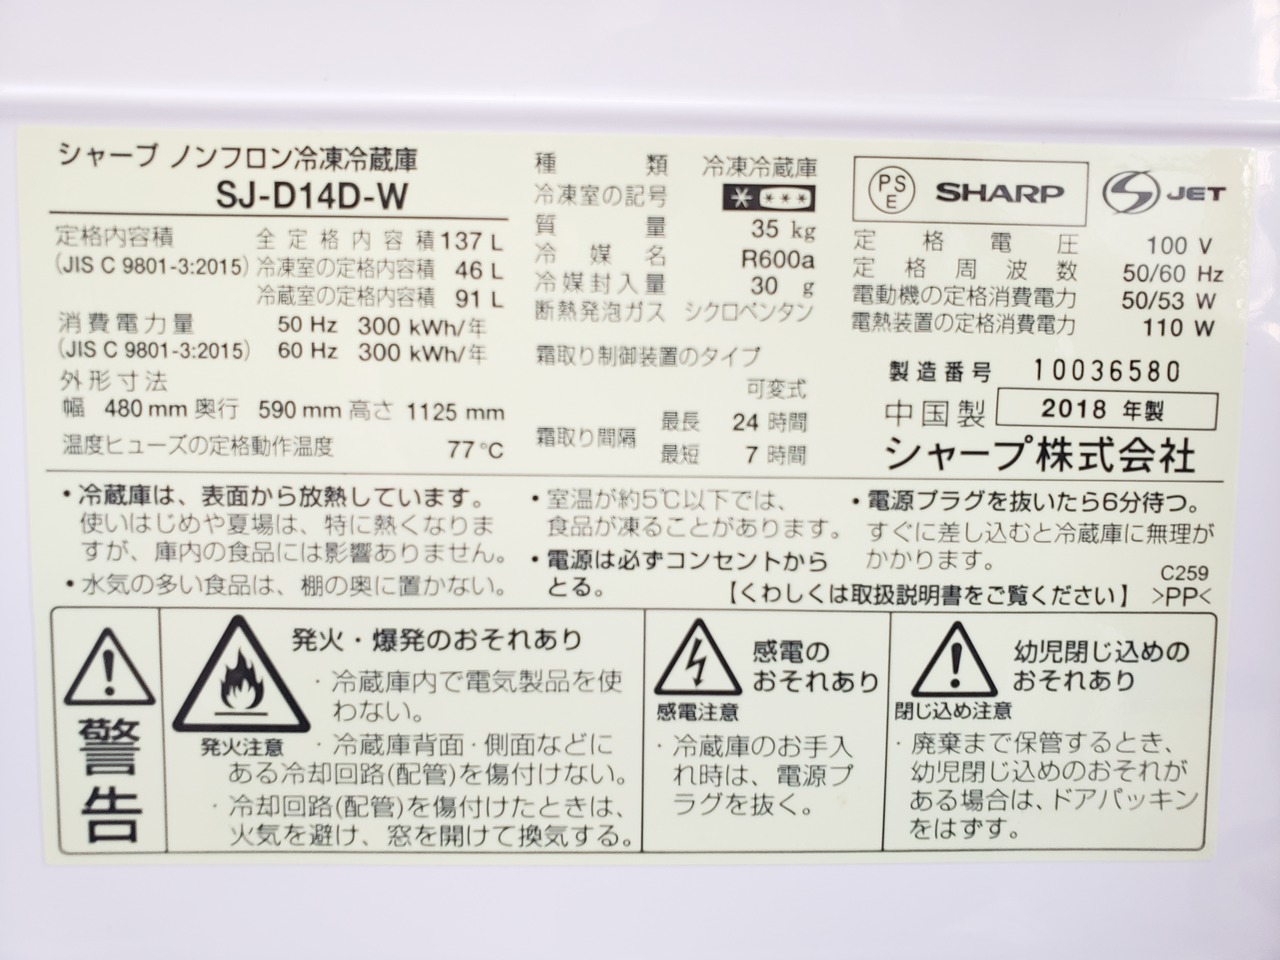 シャープ ノンフロン冷凍冷蔵庫
SJ-D14D-W
定格内容積 全定格内容積 137 L
(JIS C 9801-3:2015) 冷凍室の定格内容積 46 L
冷蔵室の定格内容積 91 L
消費電力量 50 Hz 300 kWh/年
(JIS C 9801-3:2015) 60 Hz 300 kWh/年
外形寸法
幅 480 mm 奥行 590 mm 高さ 1125 mm
温度ヒューズの定格動作温度 77℃
種類 冷凍冷蔵庫
冷凍室の記号
質量 35 kg
冷媒名 R600a
冷媒封入量 30 g
断熱発泡ガス シクロペンタン
霜取り制御装置のタイプ
可変式
霜取り間隔 最長 24 時間
最短 7 時間
PSE SHARP JET
定格電圧 100 V
定格周波数 50/60 Hz
電動機の定格消費電力 50/53 W
電熱装置の定格消費電力 110 W
製造番号 10036580
中国製 2018 年製
シャープ株式会社
・冷蔵庫は、表面から放熱しています。
使いはじめや夏場は、特に熱くなりま
すが、庫内の食品には影響ありません。
・水気の多い食品は、棚の奥に置かない。
・室温が約5℃以下では、
食品が凍ることがあります。
・電源は必ずコンセントから
とる。
・電源プラグを抜いたら6分待つ。
すぐに差し込むと冷蔵庫に無理が
かかります。
C259
【くわしくは取扱説明書をご覧ください】 >PP<
警告
発火・爆発のおそれあり
発火注意
・冷蔵庫内で電気製品を使
わない。
・冷蔵庫背面・側面などに
ある冷却回路(配管)を傷付けない。
・冷却回路(配管)を傷付けたときは、
火気を避け、窓を開けて換気する。
感電の
おそれあり
感電注意
・冷蔵庫のお手入
れ時は、電源プ
ラグを抜く。
幼児閉じ込めの
おそれあり
閉じ込め注意
・廃棄まで保管するとき、
幼児閉じ込めのおそれが
ある場合は、ドアパッキン
をはずす。